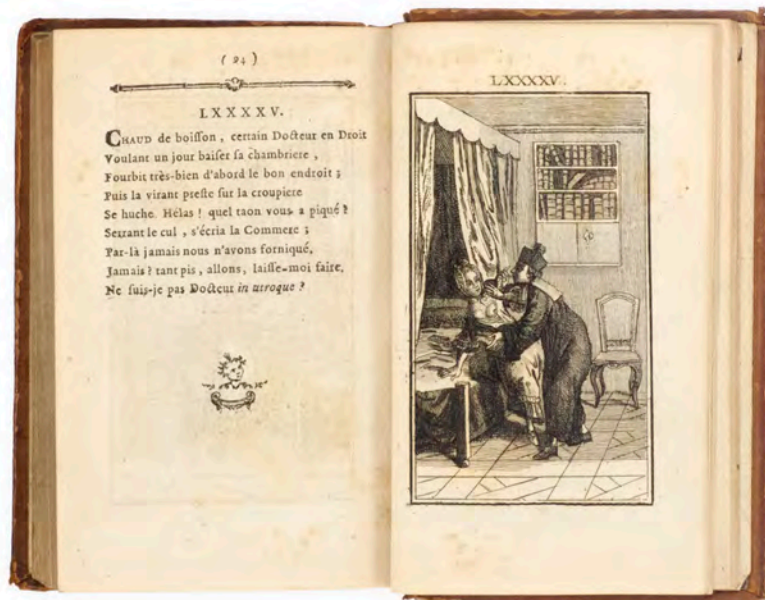 ( 94 )
LXXXXV.
CHAUD de boiſſon, certain Docteur en Droit
Voulant un jour baiſer ſa chambriere,
Fourbit très-bien d'abord le bon endroit;
Puis la virant preſte ſur la croupiere
Se huche. Hélas! quel taon vous a piqué?
Serrant le cul, s'écria la Commere;
Par-là jamais nous n'avons forniqué.
Jamais? tant pis, allons, laiſſe-moi faire,
Ne ſuis-je pas Docteur in utroque?
LXXXXV.